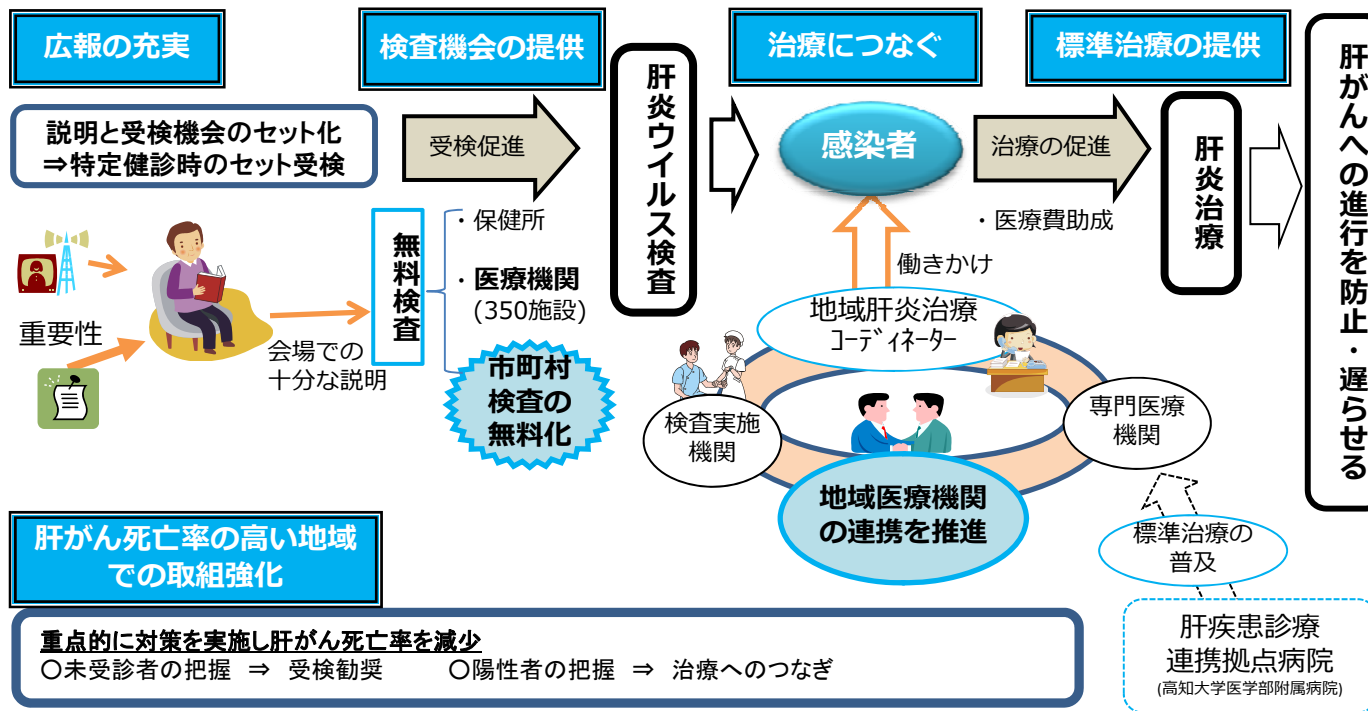 広報の充実
検査機会の提供
治療につなぐ
標準治療の提供
説明と受検機会のセット化
⇒特定健診時のセット受検
受検促進
肝炎ウイルス検査
感染者
治療の促進
・医療費助成
肝炎治療
肝がんへの進行を防止・遅らせる
重要性
会場での
十分な説明
無料検査
・保健所
・医療機関
(350施設)
市町村
検査の
無料化
働きかけ
地域肝炎治療
ｺｰﾃﾞｨﾈｰﾀｰ
検査実施
機関
専門医療
機関
地域医療機関
の連携を推進
標準治療の
普及
肝疾患診療
連携拠点病院
(高知大学医学部附属病院)
肝がん死亡率の高い地域
での取組強化
重点的に対策を実施し肝がん死亡率を減少
○未受診者の把握 ⇒ 受検勧奨 ○陽性者の把握 ⇒ 治療へのつなぎ